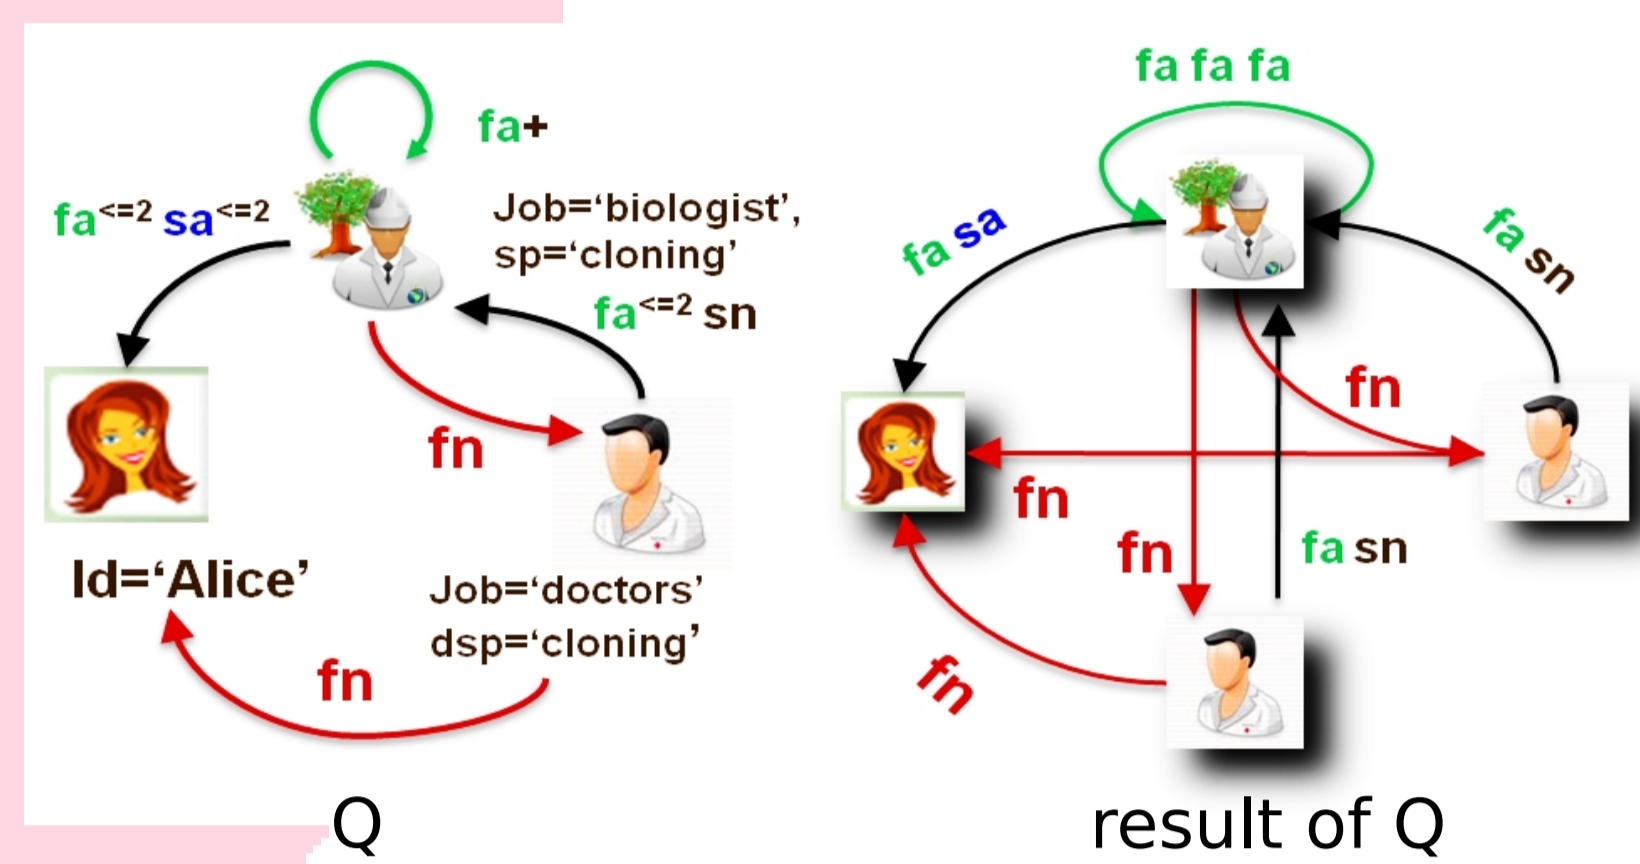 fa+
fa<=2 sa<=2
Job=‘biologist’,
sp=‘cloning’
fa<=2 sn
fn
Id=‘Alice’
Job=‘doctors’
dsp=‘cloning’
fn
Q
fa fa fa
fa sa
fa sn
fn
fn
fn
fa sn
fn
result of Q